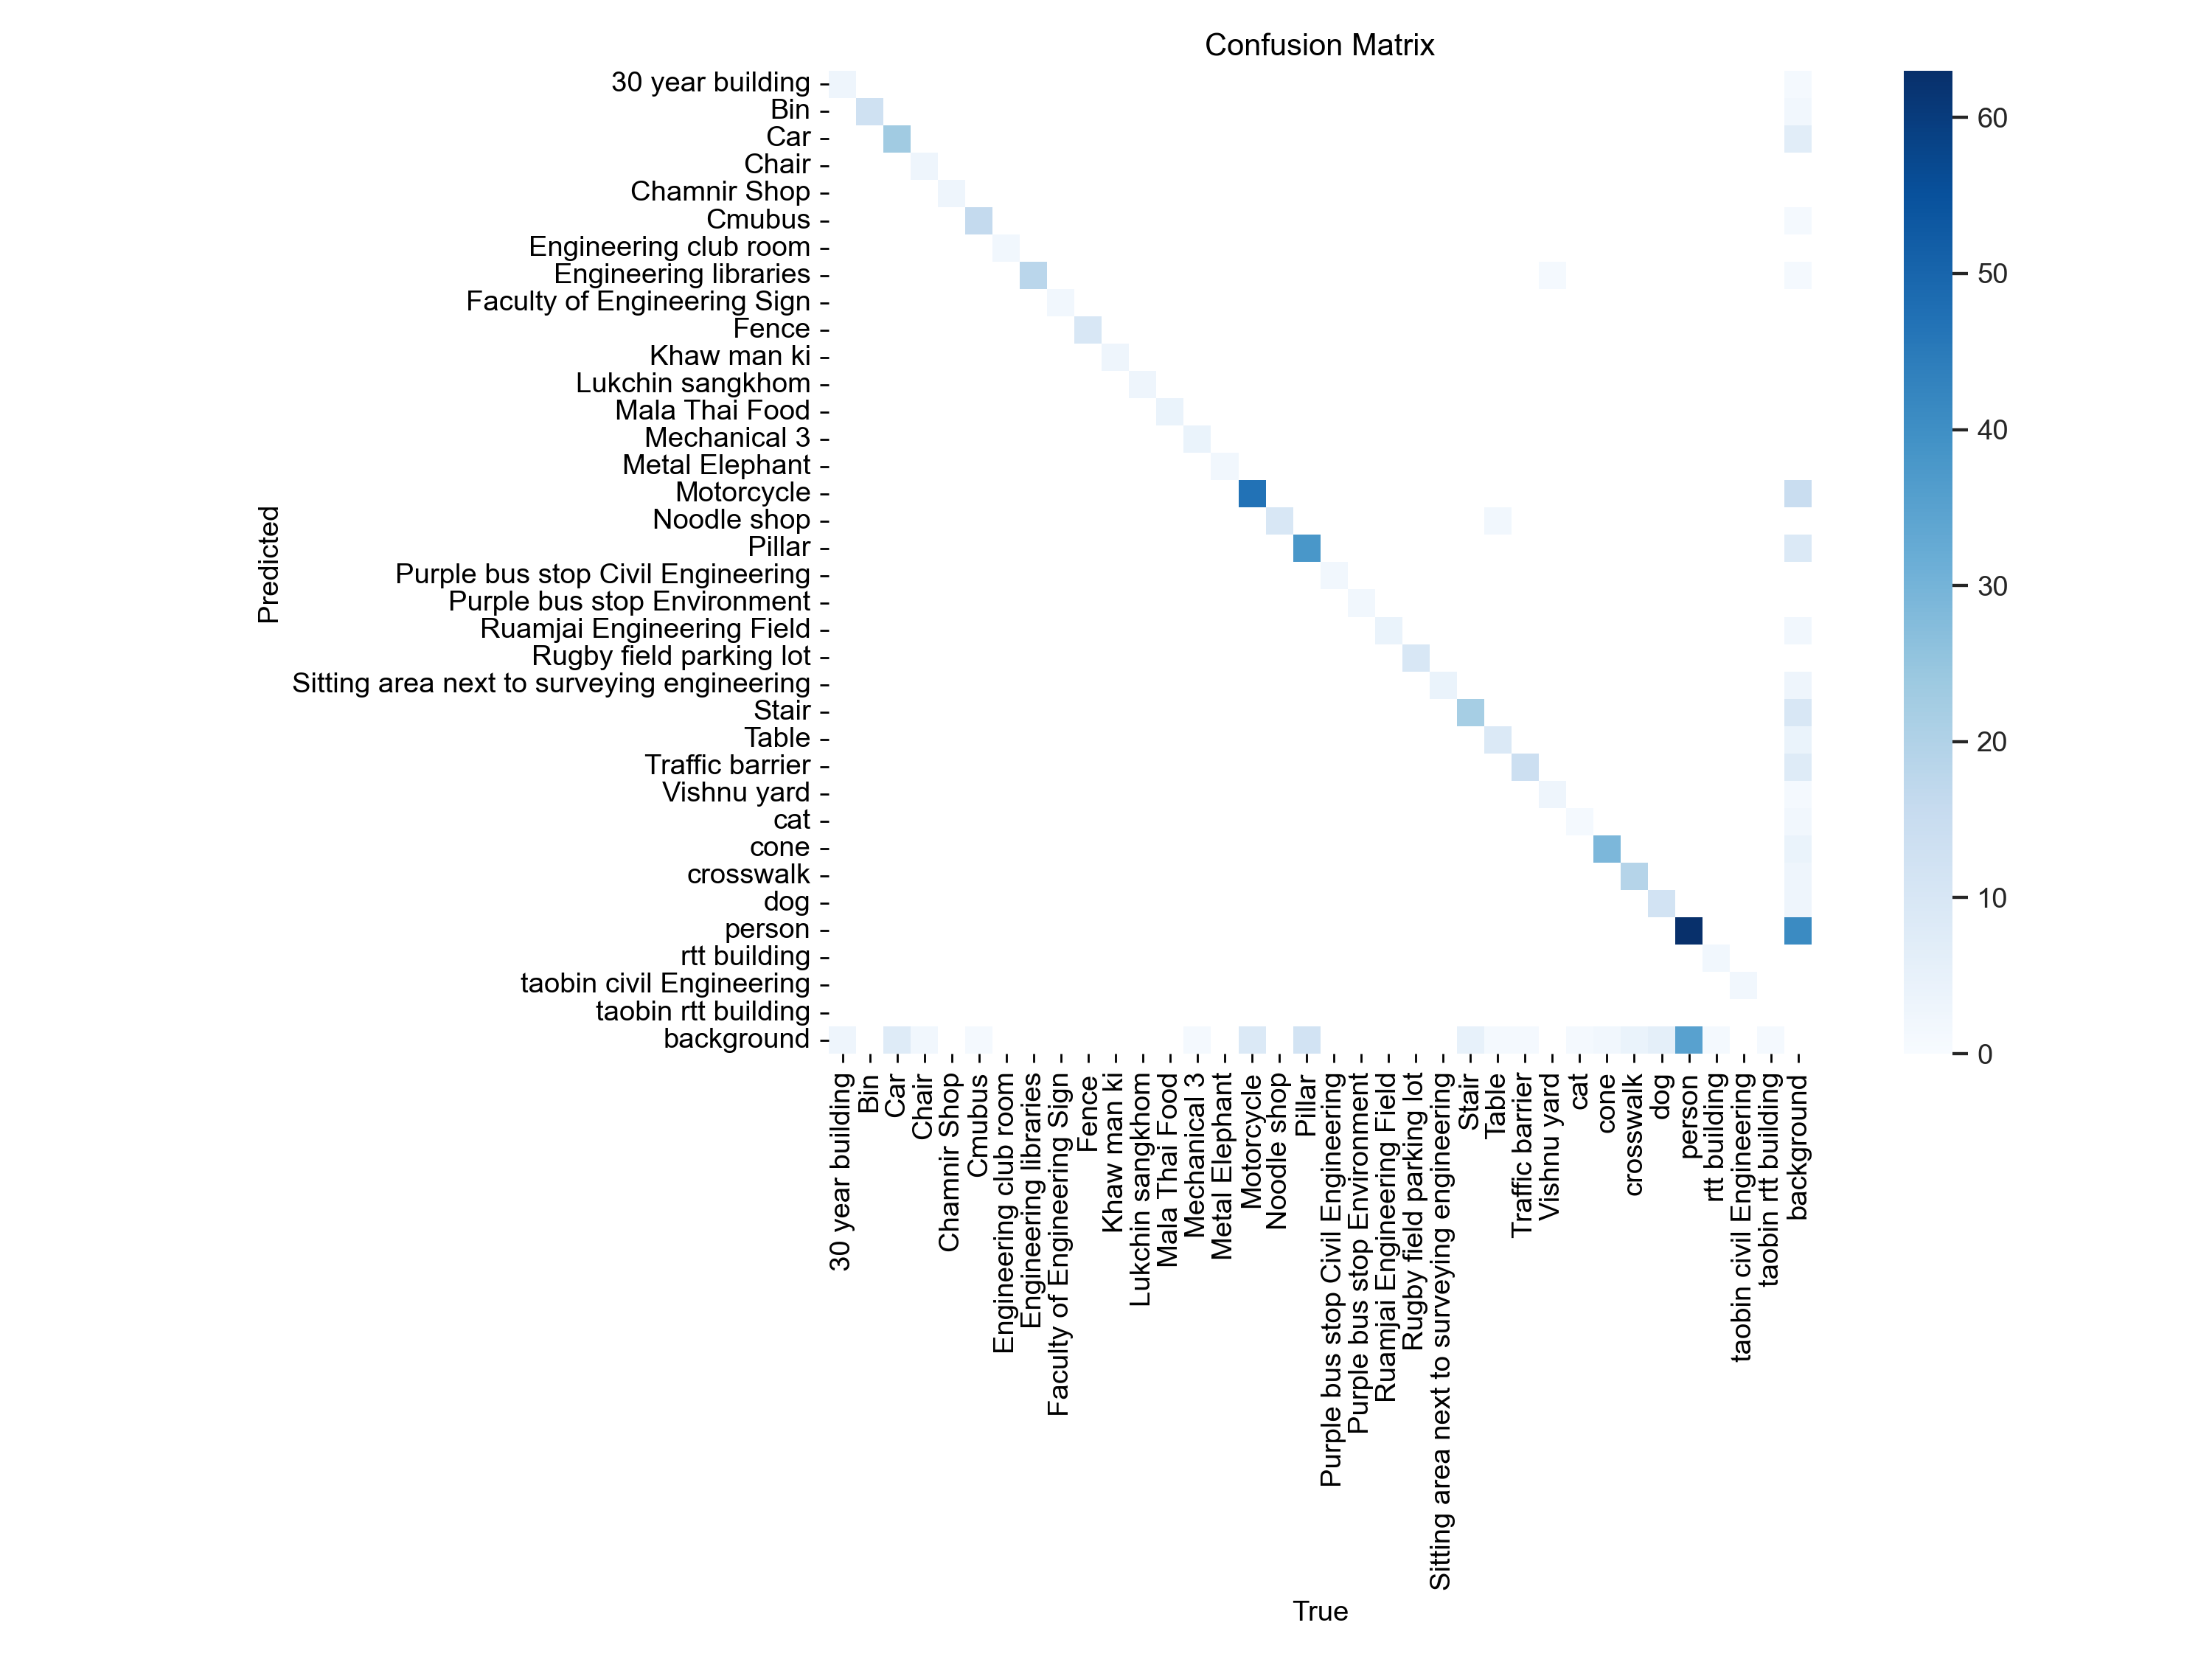 Confusion Matrix
30 year building
Bin
Car
Chair
Chamnir Shop
Cmubus
Engineering club room
Engineering libraries
Faculty of Engineering Sign
Fence
Khaw man ki
Lukchin sangkhom
Mala Thai Food
Mechanical 3
Metal Elephant
Motorcycle
Noodle shop
Pillar
Purple bus stop Civil Engineering
Purple bus stop Environment
Ruamjai Engineering Field
Rugby field parking lot
Sitting area next to surveying engineering
Stair
Table
Traffic barrier
Vishnu yard
cat
cone
crosswalk
dog
person
rtt building
taobin civil Engineering
taobin rtt building
background
Predicted
30 year building
Bin
Car
Chair
Chamnir Shop
Cmubus
Engineering club room
Engineering libraries
Faculty of Engineering Sign
Fence
Khaw man ki
Lukchin sangkhom
Mala Thai Food
Mechanical 3
Metal Elephant
Motorcycle
Noodle shop
Pillar
Purple bus stop Civil Engineering
Purple bus stop Environment
Ruamjai Engineering Field
Rugby field parking lot
Sitting area next to surveying engineering
Stair
Table
Traffic barrier
Vishnu yard
cat
cone
crosswalk
dog
person
rtt building
taobin civil Engineering
taobin rtt building
background
True
60
50
40
30
20
10
0